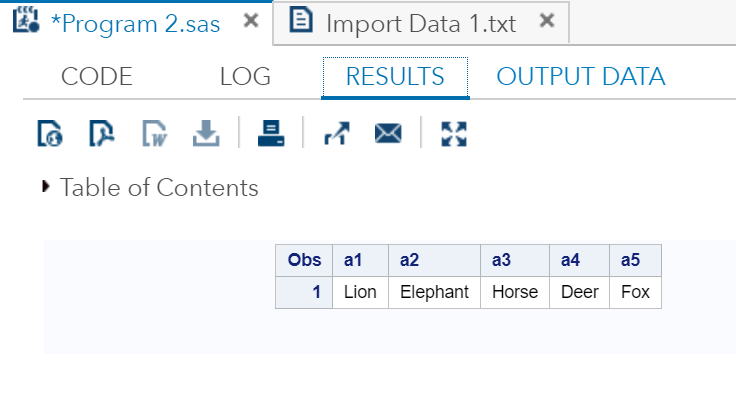 *Program 2.sas × Import Data 1.txt ×
CODE LOG RESULTS OUTPUT DATA
Table of Contents
Obs a1 a2 a3 a4 a5
1 Lion Elephant Horse Deer Fox